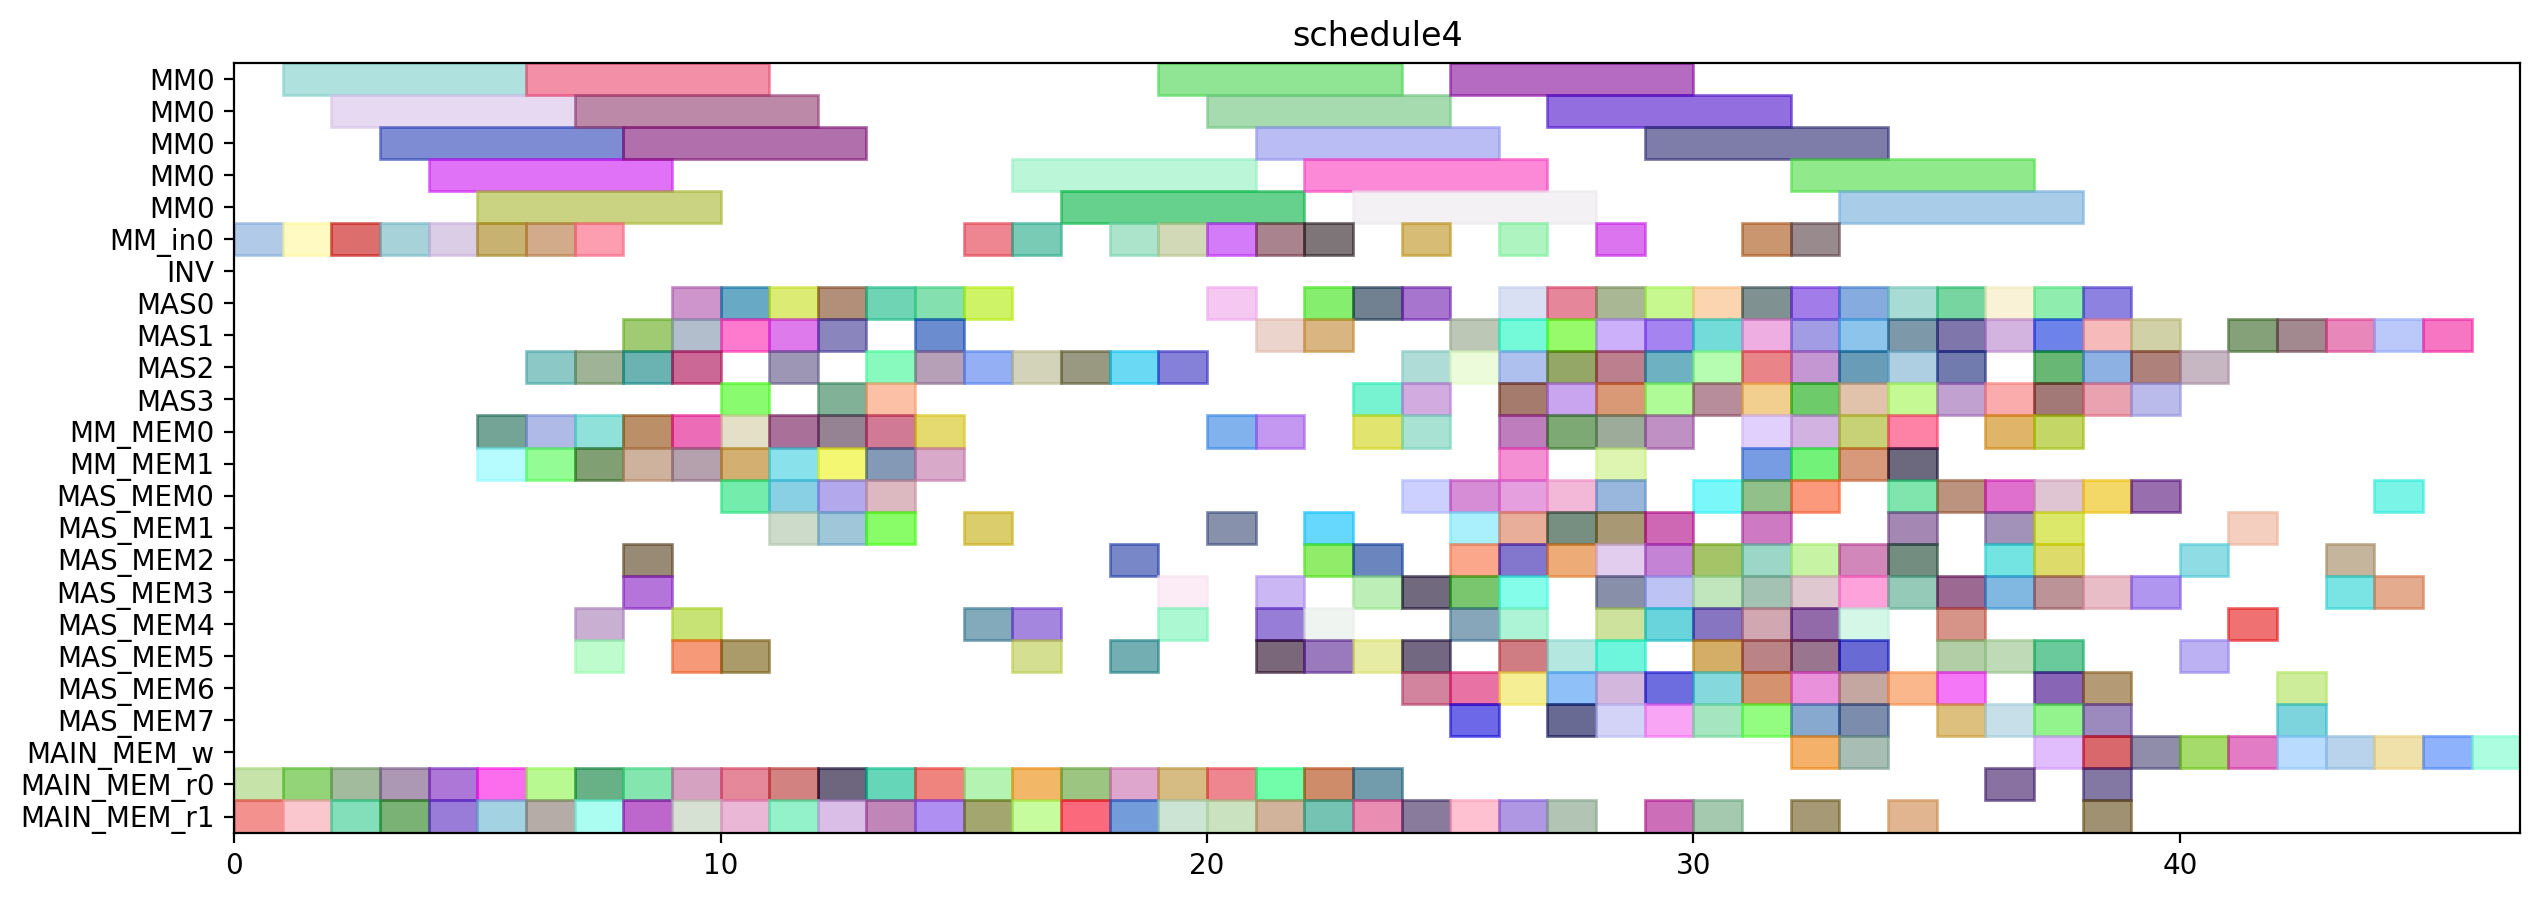 schedule4
MM0
MM0
MM0
MM0
MM0
MM_in0
INV
MAS0
MAS1
MAS2
MAS3
MM_MEM0
MM_MEM1
MAS_MEM0
MAS_MEM1
MAS_MEM2
MAS_MEM3
MAS_MEM4
MAS_MEM5
MAS_MEM6
MAS_MEM7
MAIN_MEM_w
MAIN_MEM_r0
MAIN_MEM_r1
0 10 20 30 40